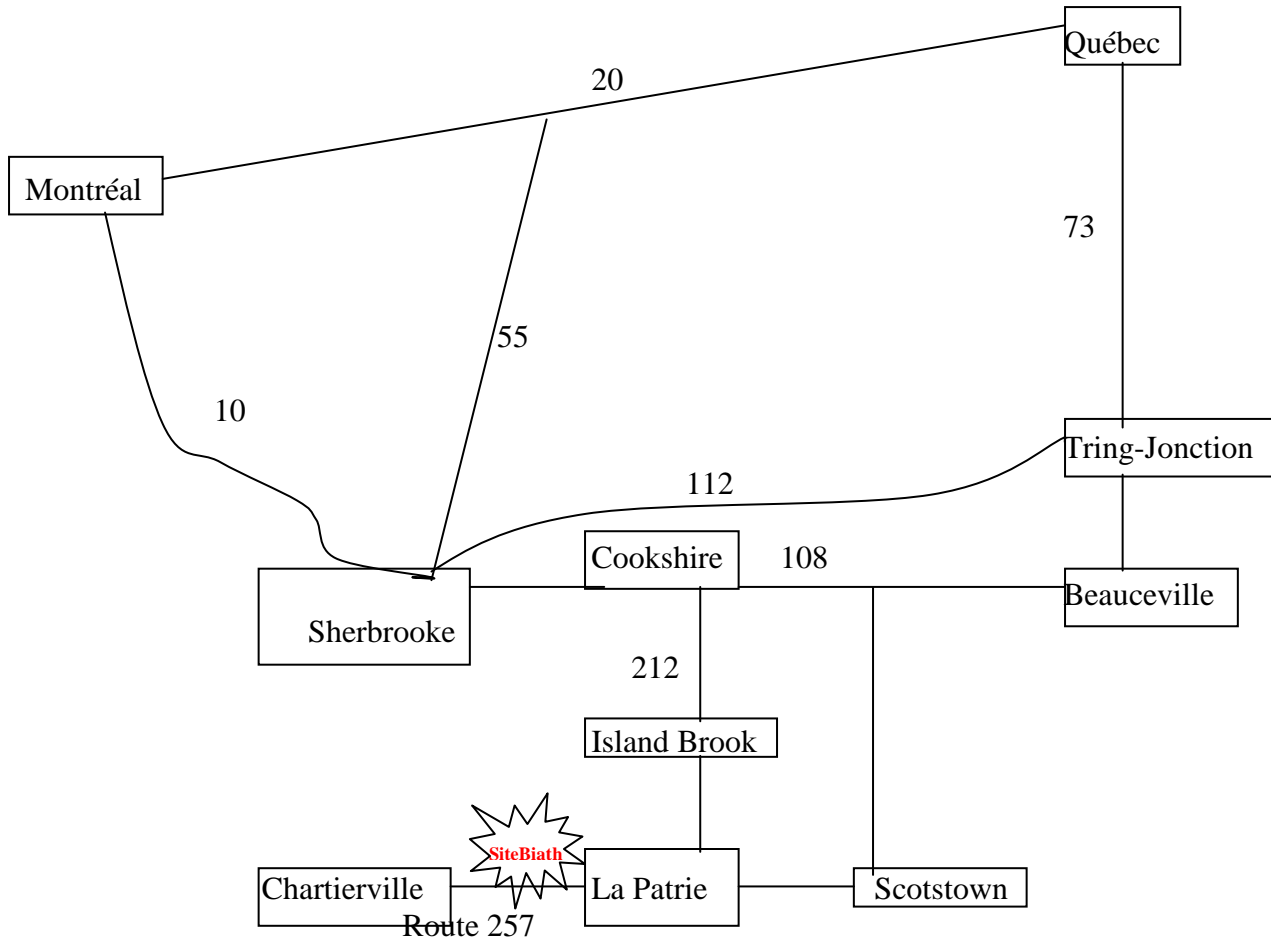 Québec
20
Montréal
73
55
10
Tring-Jonction
112
Cookshire
108
Beauceville
Sherbrooke
212
Island Brook
SiteBiath
Chartierville
La Patrie
Scotstown
Route 257